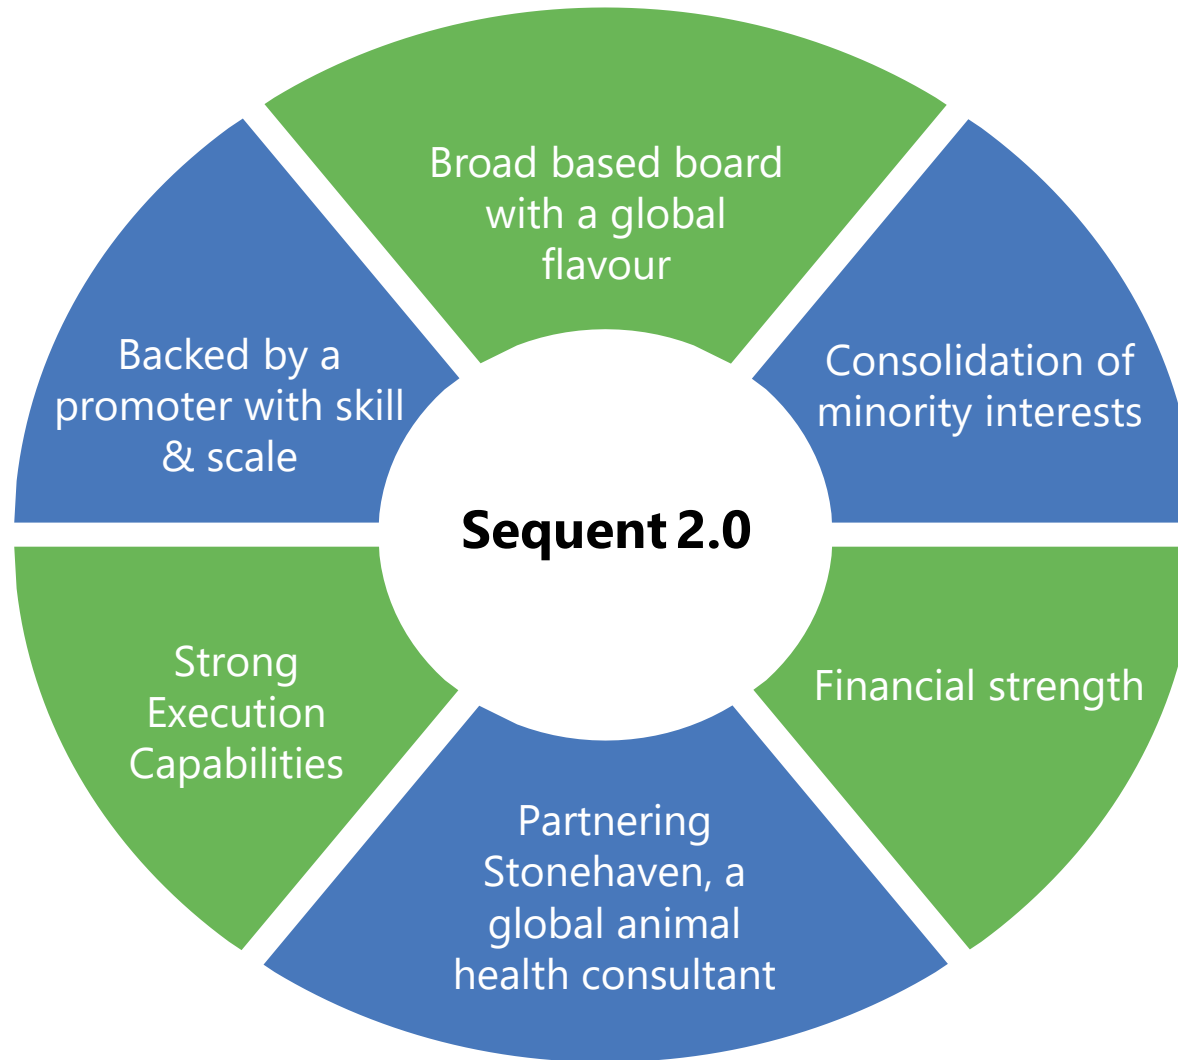 Broad based board
with a global
flavour
Backed by a
promoter with skill
& scale
Consolidation of
minority interests
Sequent 2.0
Strong
Execution
Capabilities
Financial strength
Partnering
Stonehaven, a
global animal
health consultant